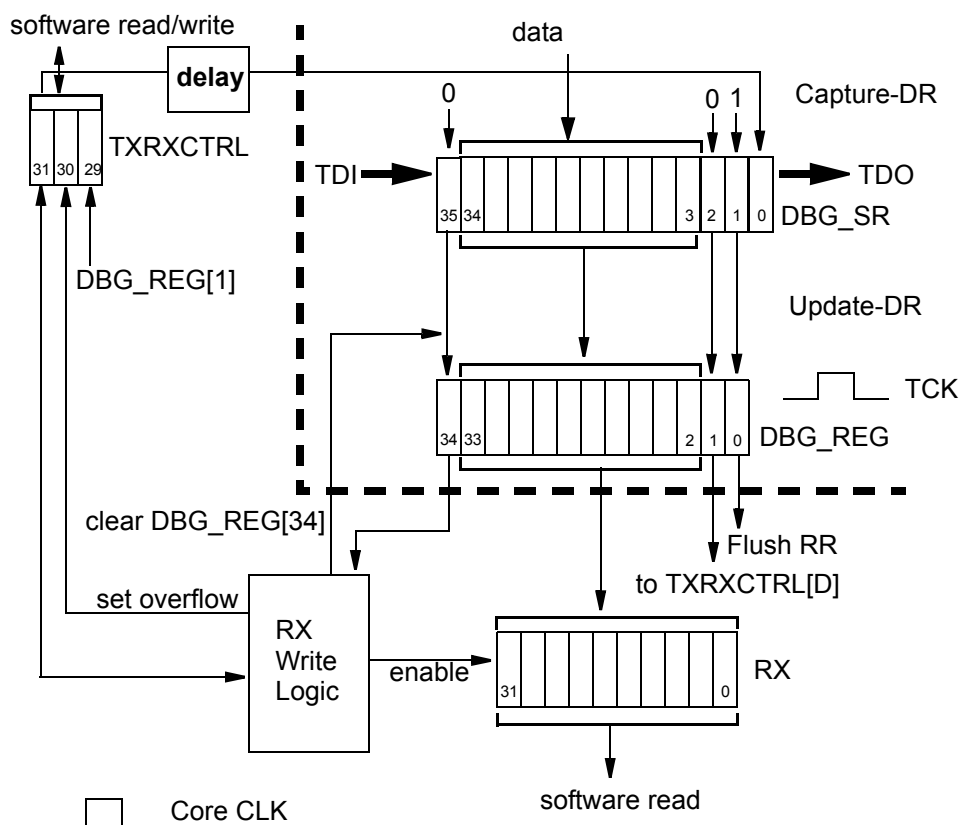 software read/write
data
delay
0
0 1
Capture-DR
TXRXCTRL
31 30 29
TDI
TDO
35 34 3 2 1 0
DBG_SR
DBG_REG[1]
Update-DR
TCK
34 33 2 1 0
DBG_REG
clear DBG_REG[34]
Flush RR
to TXRXCTRL[D]
set overflow
RX
Write
Logic
enable
RX
31 0
software read
Core CLK